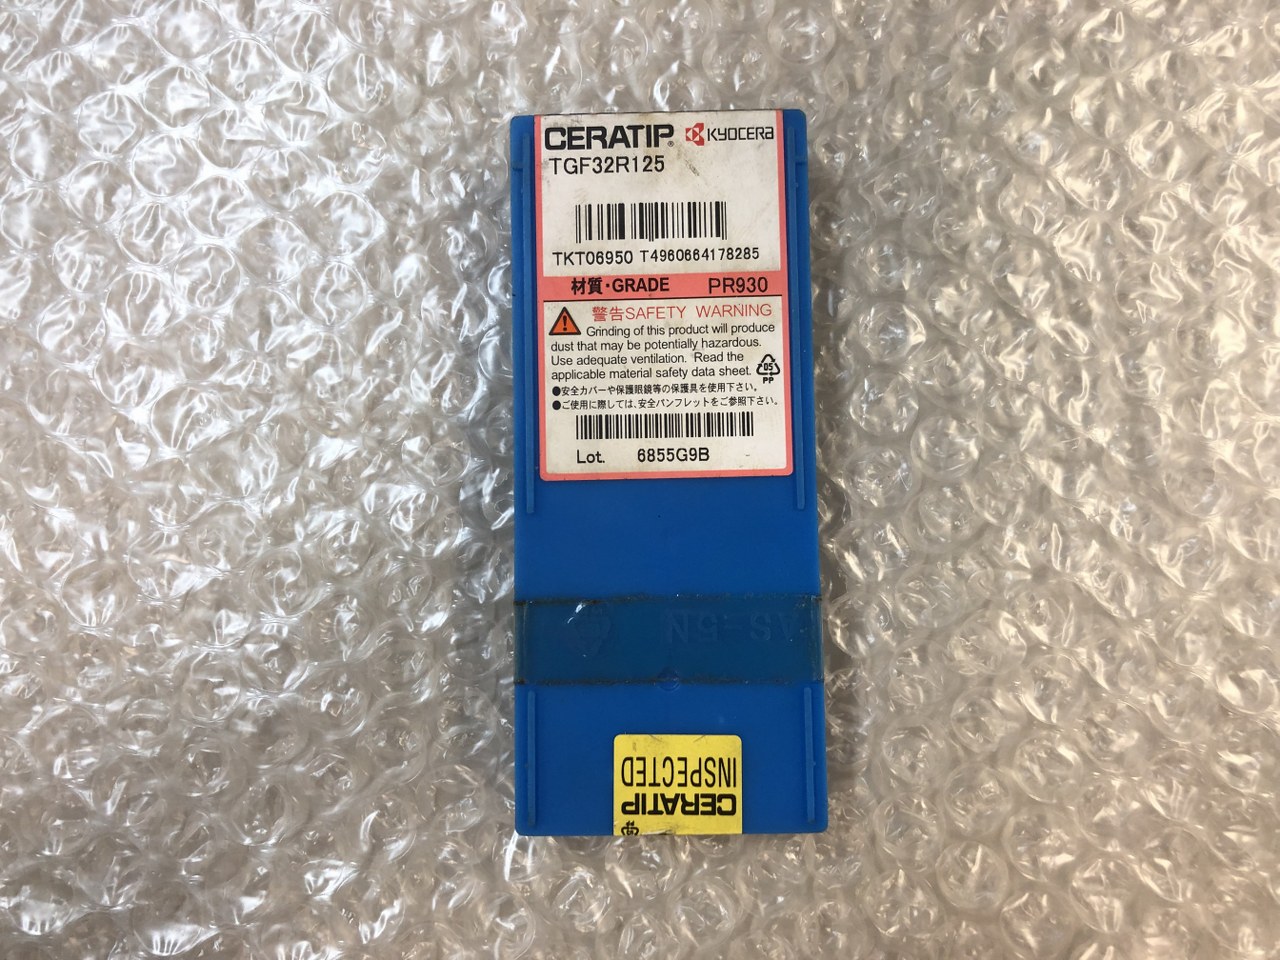 CERATIP® KYOCERA
TGF32R125
TKT06950 T4960664178285
材質・GRADE PR930
警告SAFETY WARNING
Grinding of this product will produce
dust that may be potentially hazardous.
Use adequate ventilation. Read the
applicable material safety data sheet.
05
PP
●安全カバーや保護眼鏡等の保護具を使用下さい。
●ご使用に際しては、安全パンフレットをご参照下さい。
Lot. 6855G9B
AS-5N
INSPECTED
CERATIP